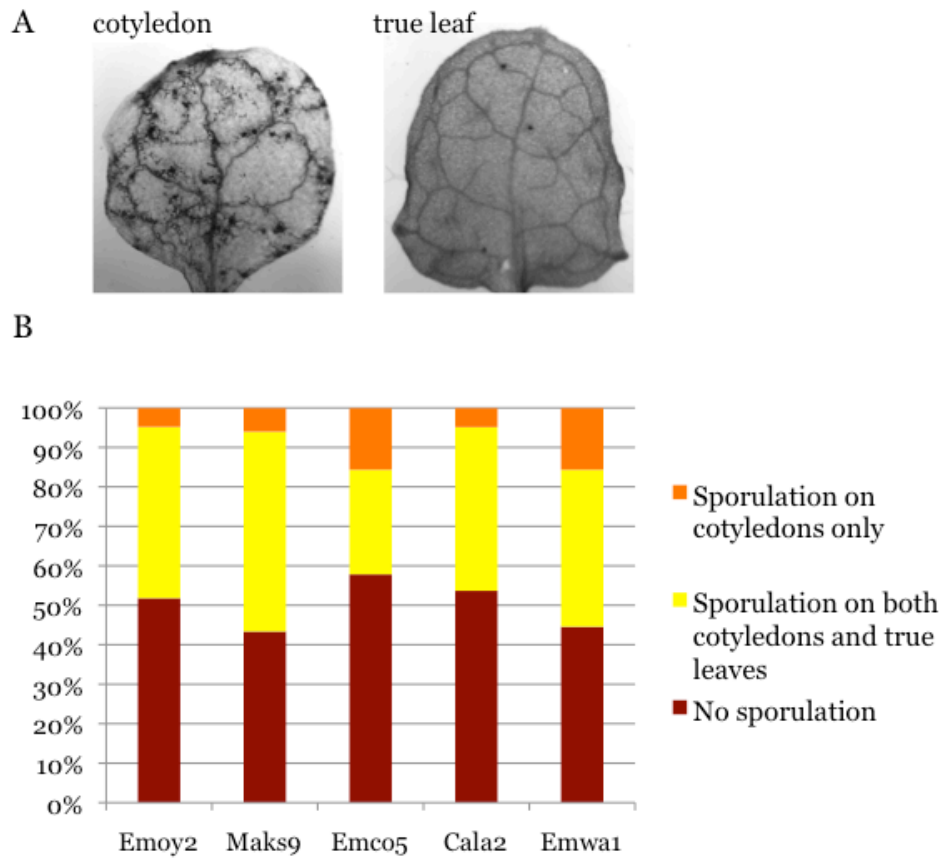 A
cotyledon
true leaf
B
100%
90%
80%
70%
60%
50%
40%
30%
20%
10%
0%
Emoy2
Maks9
Emco5
Cala2
Emwa1
Sporulation on
cotyledons only
Sporulation on both
cotyledons and true
leaves
No sporulation